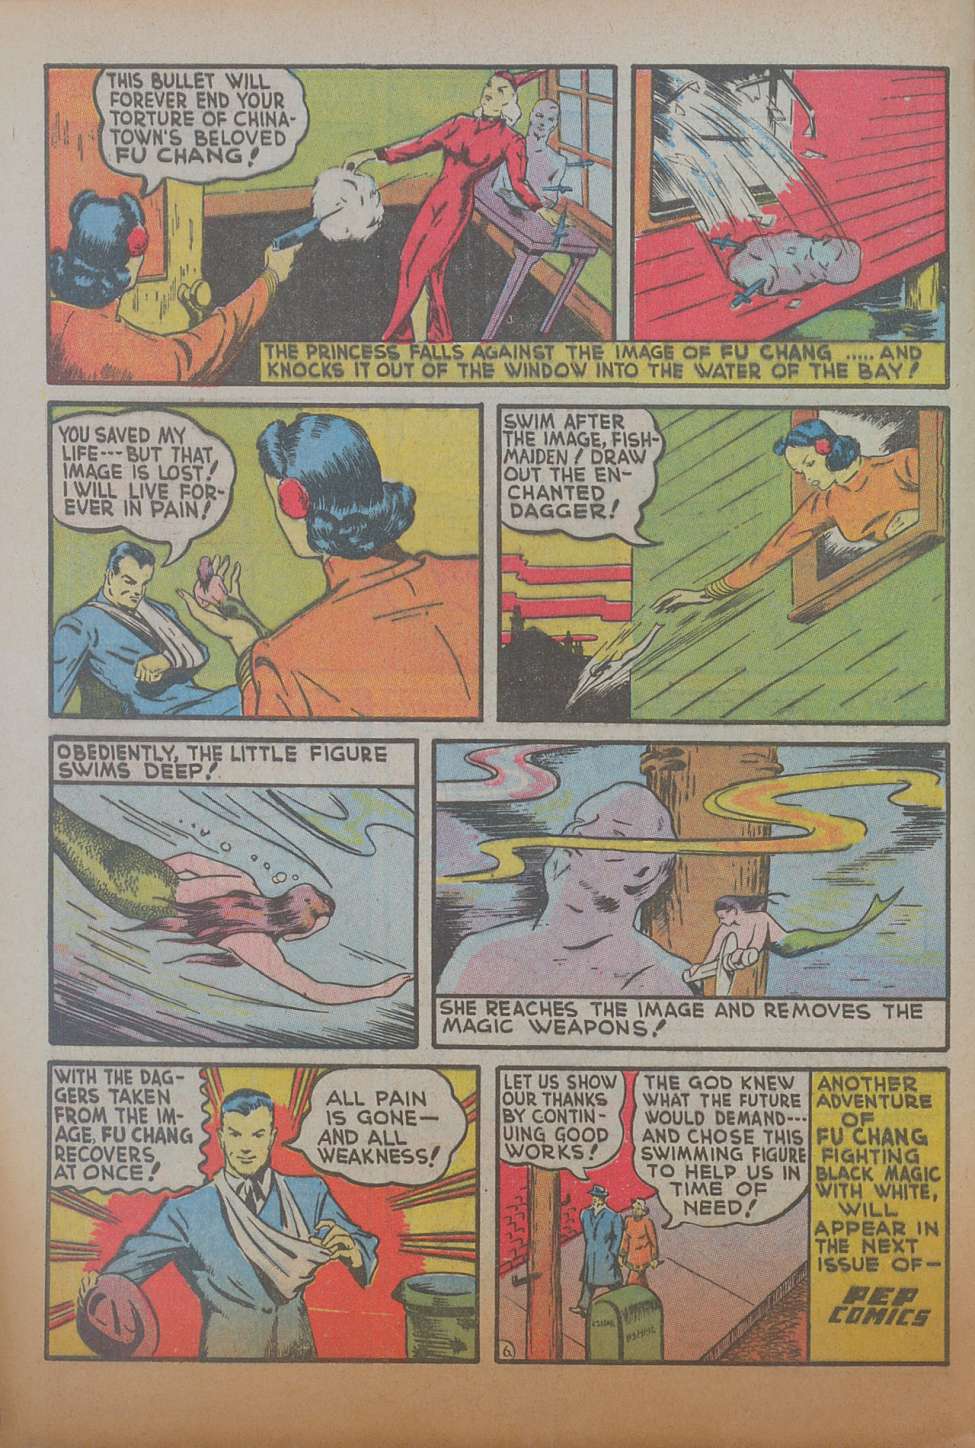 THIS BULLET WILL
FOREVER END YOUR
TORTURE OF CHINA-
TOWN'S BELOVED
FU CHANG!
THE PRINCESS FALLS AGAINST THE IMAGE OF FU CHANG ..... AND
KNOCKS IT OUT OF THE WINDOW INTO THE WATER OF THE BAY!
YOU SAVED MY
LIFE---BUT THAT
IMAGE IS LOST!
I WILL LIVE FOR-
EVER IN PAIN!
SWIM AFTER
THE IMAGE, FISH-
MAIDEN! DRAW
OUT THE EN-
CHANTED
DAGGER!
OBEDIENTLY, THE LITTLE FIGURE
SWIMS DEEP!
SHE REACHES THE IMAGE AND REMOVES THE
MAGIC WEAPONS!
WITH THE DAG-
GERS TAKEN
FROM THE IM-
AGE, FU CHANG
RECOVERS
AT ONCE!
ALL PAIN
IS GONE—
AND ALL
WEAKNESS!
LET US SHOW
OUR THANKS
BY CONTIN-
UING GOOD
WORKS!
THE GOD KNEW
WHAT THE FUTURE
WOULD DEMAND---
AND CHOSE THIS
SWIMMING FIGURE
TO HELP US IN
TIME OF
NEED!
6
ANOTHER
ADVENTURE
OF
FU CHANG
FIGHTING
BLACK MAGIC
WITH WHITE,
WILL
APPEAR IN
THE NEXT
ISSUE OF—
PEP
COMICS